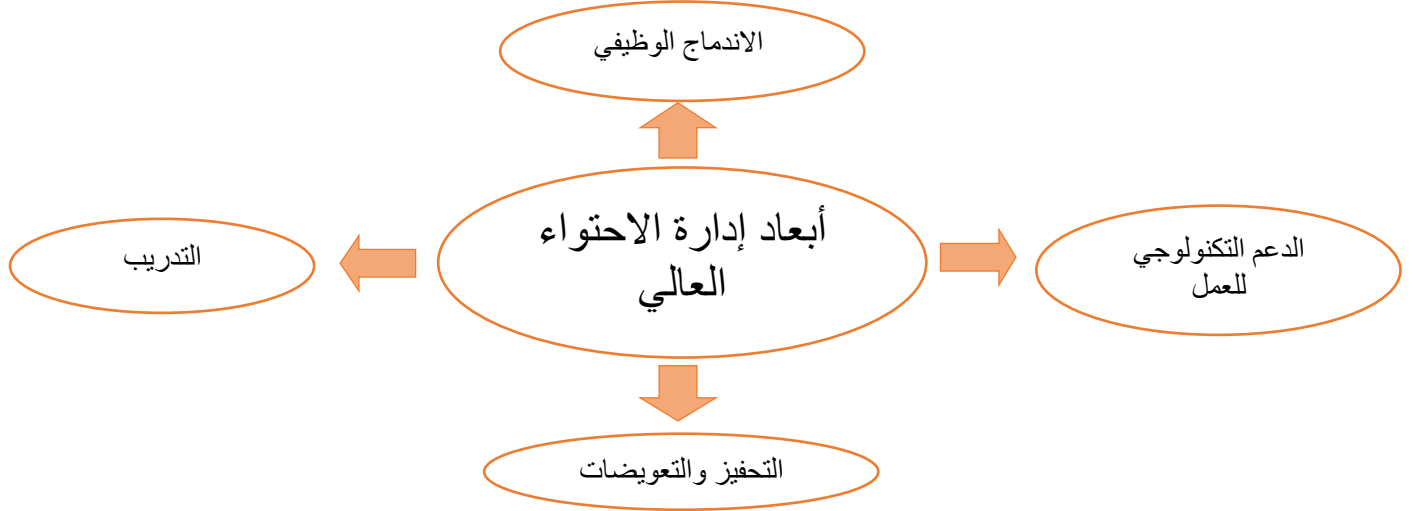 الاندماج الوظيفي
أبعاد إدارة الاحتواء
العالي
الدعم التكنولوجي
للعمل
التدريب
التحفيز والتعويضات